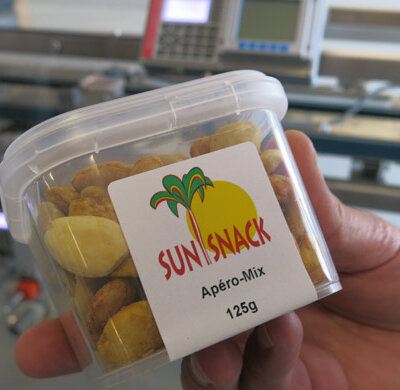 SUN SNACK
Apéro-Mix
125g